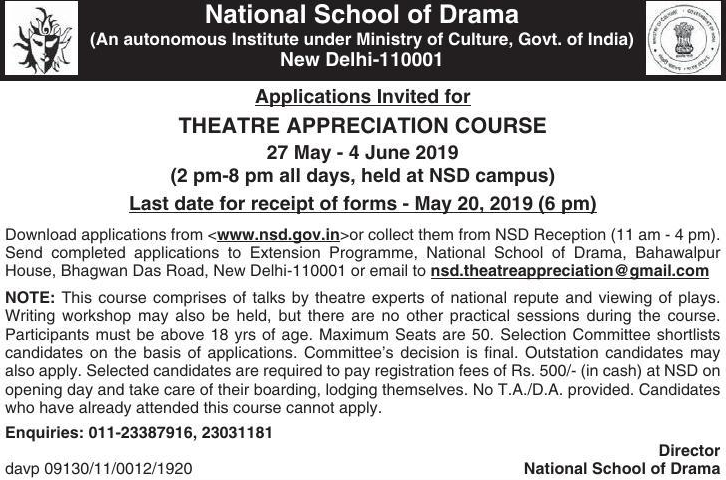 National School of Drama
(An autonomous Institute under Ministry of Culture, Govt. of India)
New Delhi-110001
Applications Invited for
THEATRE APPRECIATION COURSE
27 May - 4 June 2019
(2 pm-8 pm all days, held at NSD campus)
Last date for receipt of forms - May 20, 2019 (6 pm)
Download applications from <www.nsd.gov.in>or collect them from NSD Reception (11 am - 4 pm).
Send completed applications to Extension Programme, National School of Drama, Bahawalpur
House, Bhagwan Das Road, New Delhi-110001 or email to nsd.theatreappreciation@gmail.com
NOTE: This course comprises of talks by theatre experts of national repute and viewing of plays.
Writing workshop may also be held, but there are no other practical sessions during the course.
Participants must be above 18 yrs of age. Maximum Seats are 50. Selection Committee shortlists
candidates on the basis of applications. Committee's decision is final. Outstation candidates may
also apply. Selected candidates are required to pay registration fees of Rs. 500/- (in cash) at NSD on
opening day and take care of their boarding, lodging themselves. No T.A./D.A. provided. Candidates
who have already attended this course cannot apply.
Enquiries: 011-23387916, 23031181
Director
davp 09130/11/0012/1920
National School of Drama